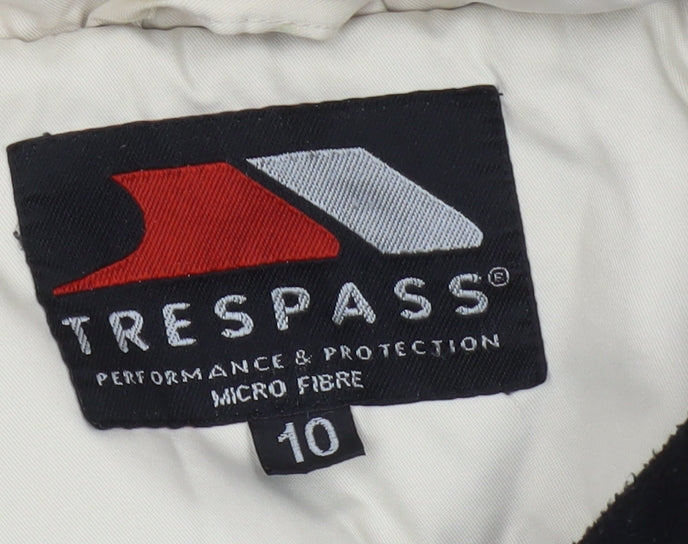 TRESPASS®
PERFORMANCE & PROTECTION
MICRO FIBRE
10